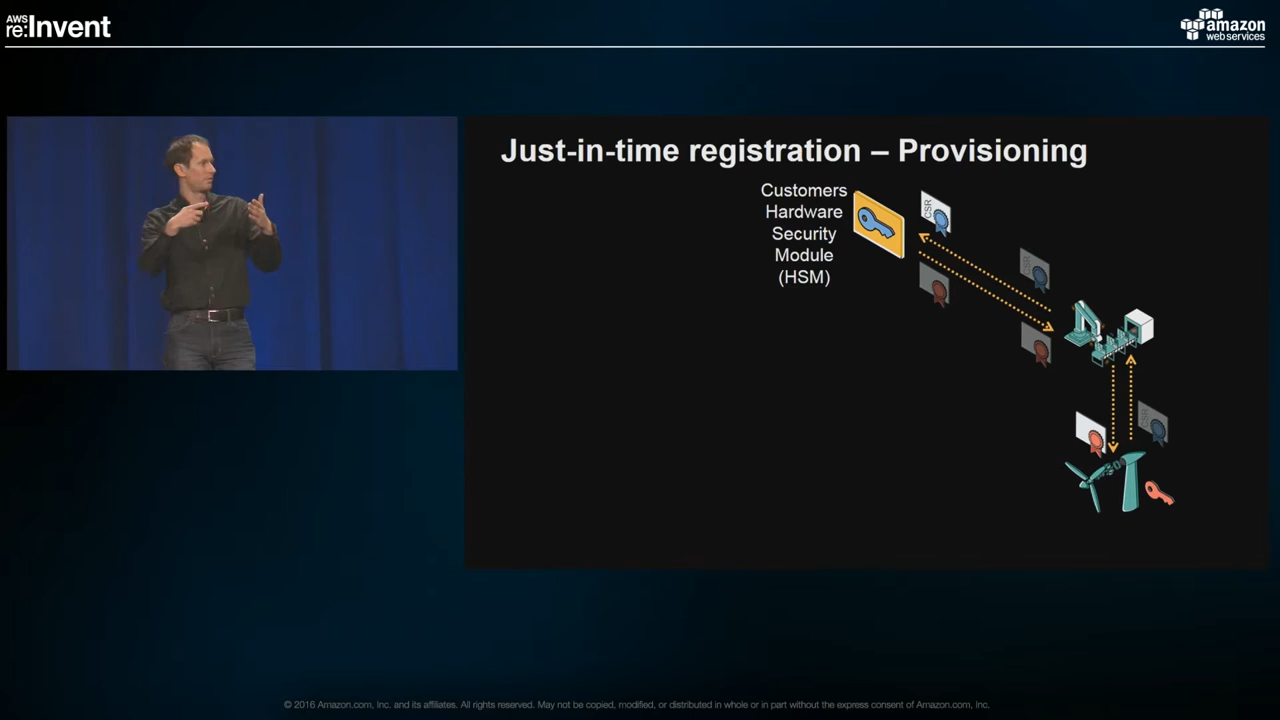 AWS
re:Invent
amazon
web services
Just-in-time registration – Provisioning
Customers
Hardware
Security
Module
(HSM)
CSR
CSR
CSR
© 2016 Amazon.com, Inc. and its affiliates. All rights reserved. May not be copied, modified, or distributed in whole or in part without the express consent of Amazon.com, Inc.